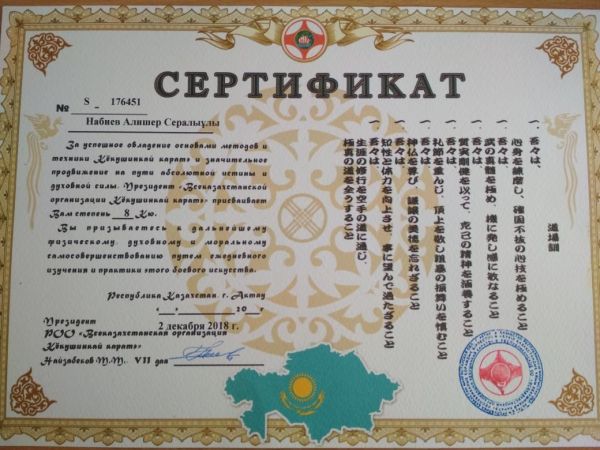 СЕРТИФИКАТ
№ S - 176451
Набиев Алишер Сералыулы
За успешное овладение основами методов и
техники Кёкушинкай каратэ и значительное
продвижение на пути абсолютной истины и
духовной силы. Президент «Всеказахстанской
организации Кёкушинкай каратэ» присваивает
Вам степень 8 Кю.
Вы призываетесь к дальнейшему
физическому, духовному и моральному
самосовершенствованию путем ежедневного
изучения и практики этого боевого искусства.
Республика Казахстан г. Актау
« » 20 г
2 декабря 2018 г.
Президент
РОО «Всеказахстанская организация
Кёкушинкай каратэ»
Найзабеков Т.Т. VII дан
道場訓
一、吾々は、
心身を錬磨し、確固不抜の心技を極めること
一、吾々は、
武の真髄を極め、機に発し感に敏なること
一、吾々は、
質実剛健を以って、克己の精神を涵養すること
一、吾々は、
礼節を重んじ、長上を敬し粗暴の振舞いを慎むこと
一、吾々は、
神仏を尊び、謙譲の美徳を忘れざること
一、吾々は、
知性と体力を向上させ、事に望んで過たざること
一、吾々は、
生涯の修行を空手の道に通じ、
極真の道を全うすること